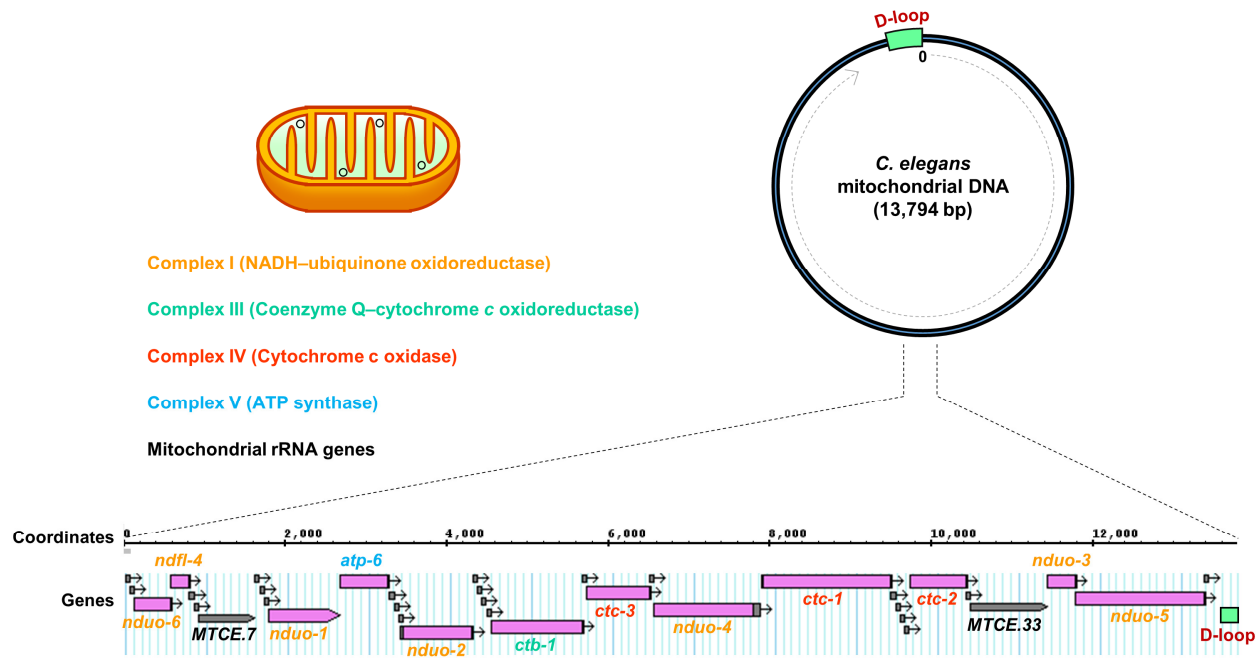 D-loop
0
C. elegans
mitochondrial DNA
(13,794 bp)
Complex I (NADH–ubiquinone oxidoreductase)
Complex III (Coenzyme Q–cytochrome c oxidoreductase)
Complex IV (Cytochrome c oxidase)
Complex V (ATP synthase)
Mitochondrial rRNA genes
Coordinates 0 2,000 4,000 6,000 8,000 10,000 12,000
ndfl-4 atp-6 nduo-3
Genes
nduo-6 MTCE.7 nduo-1 nduo-2 ctb-1 ctc-3 nduo-4 ctc-1 ctc-2 MTCE.33 nduo-5
D-loop